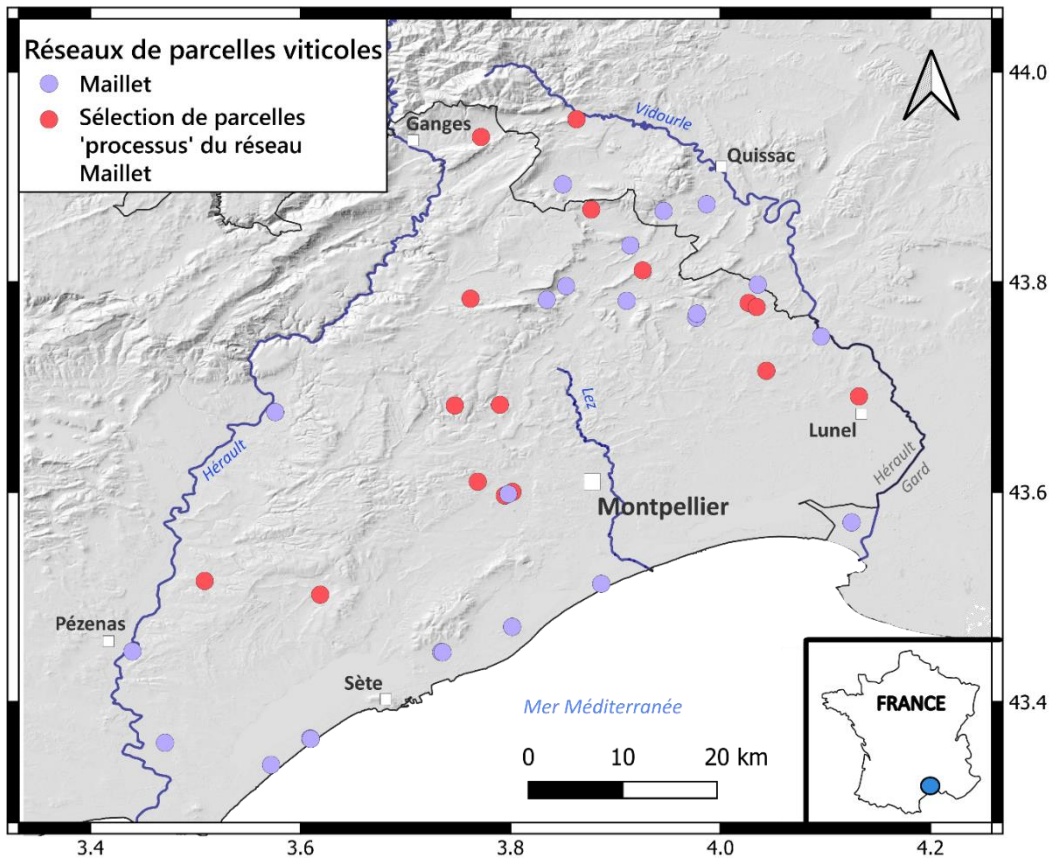 Réseaux de parcelles viticoles
Maillet
Sélection de parcelles
'processus' du réseau
Maillet
44.0
Vidourle
Ganges
Quissac
43.8
Lez
Hérault
Lunel
Hérault
Gard
43.6
Montpellier
Pézenas
Sète
43.4
Mer Méditerranée
FRANCE
0 10 20 km
3.4 3.6 3.8 4.0 4.2